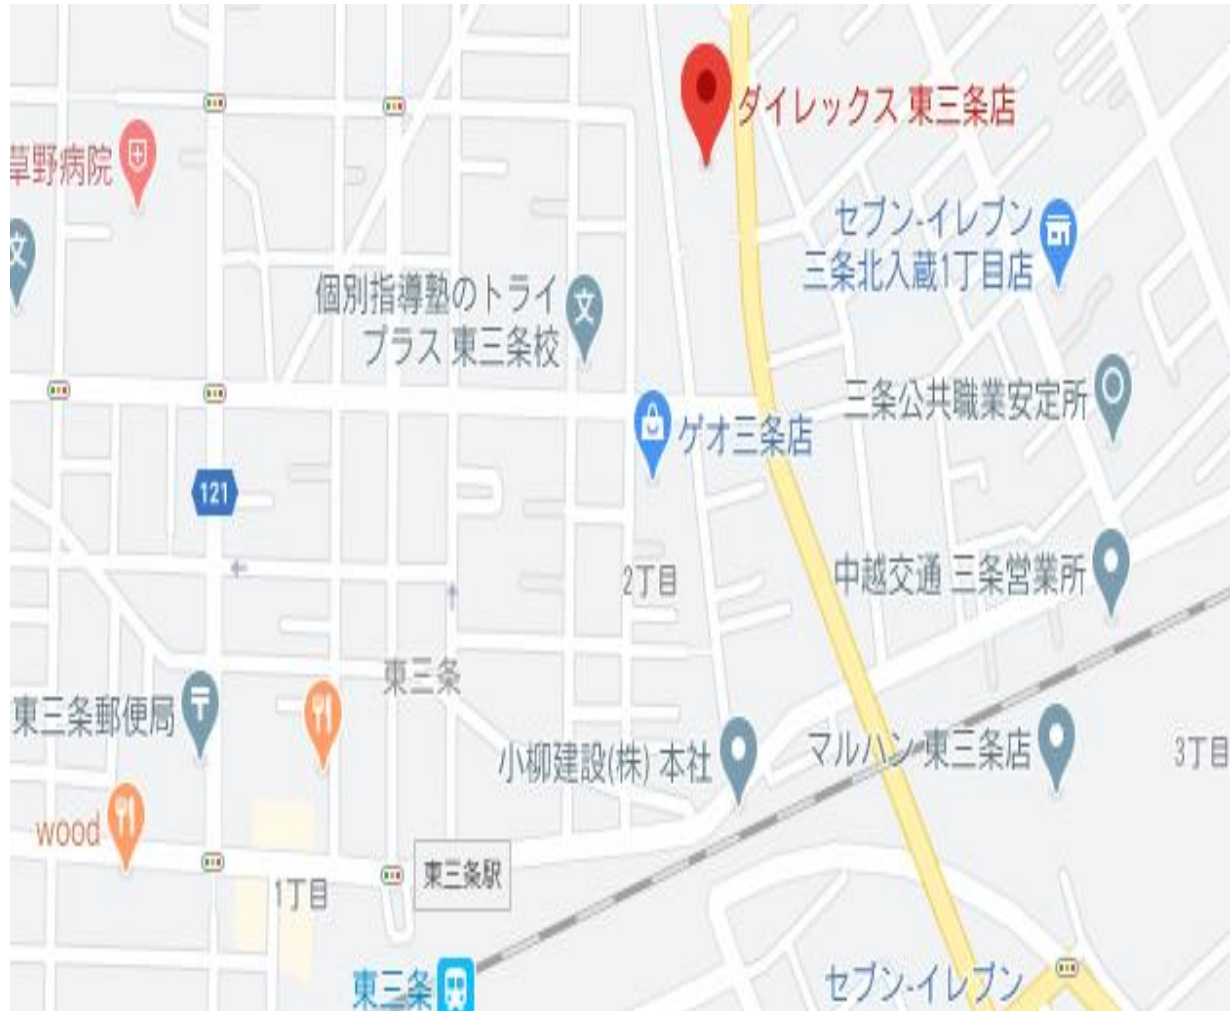 ダイレックス 東三条店
草野病院
文
セブン-イレブン
三条北入蔵1丁目店
個別指導塾のトライ
プラス 東三条校
文
三条公共職業安定所
ゲオ三条店
121
中越交通 三条営業所
2丁目
東三条
東三条郵便局
小柳建設(株) 本社
マルハン 東三条店
3丁目
wood
東三条駅
1丁目
東三条
セブン-イレブン